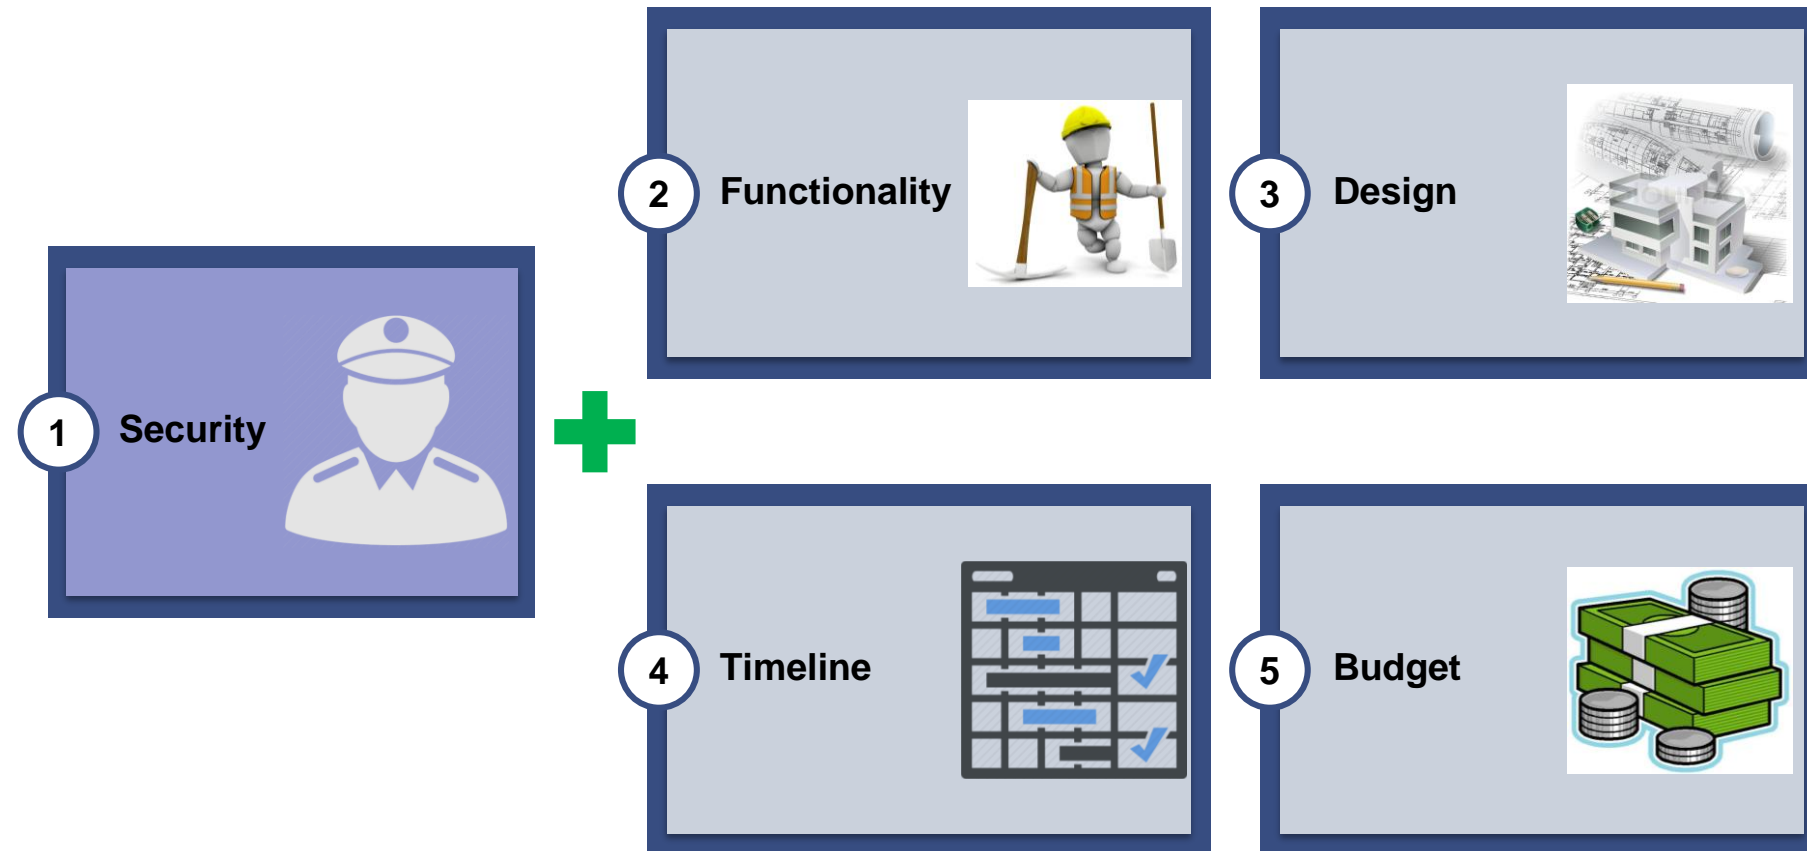 2 Functionality
3 Design
1 Security
4 Timeline
5 Budget